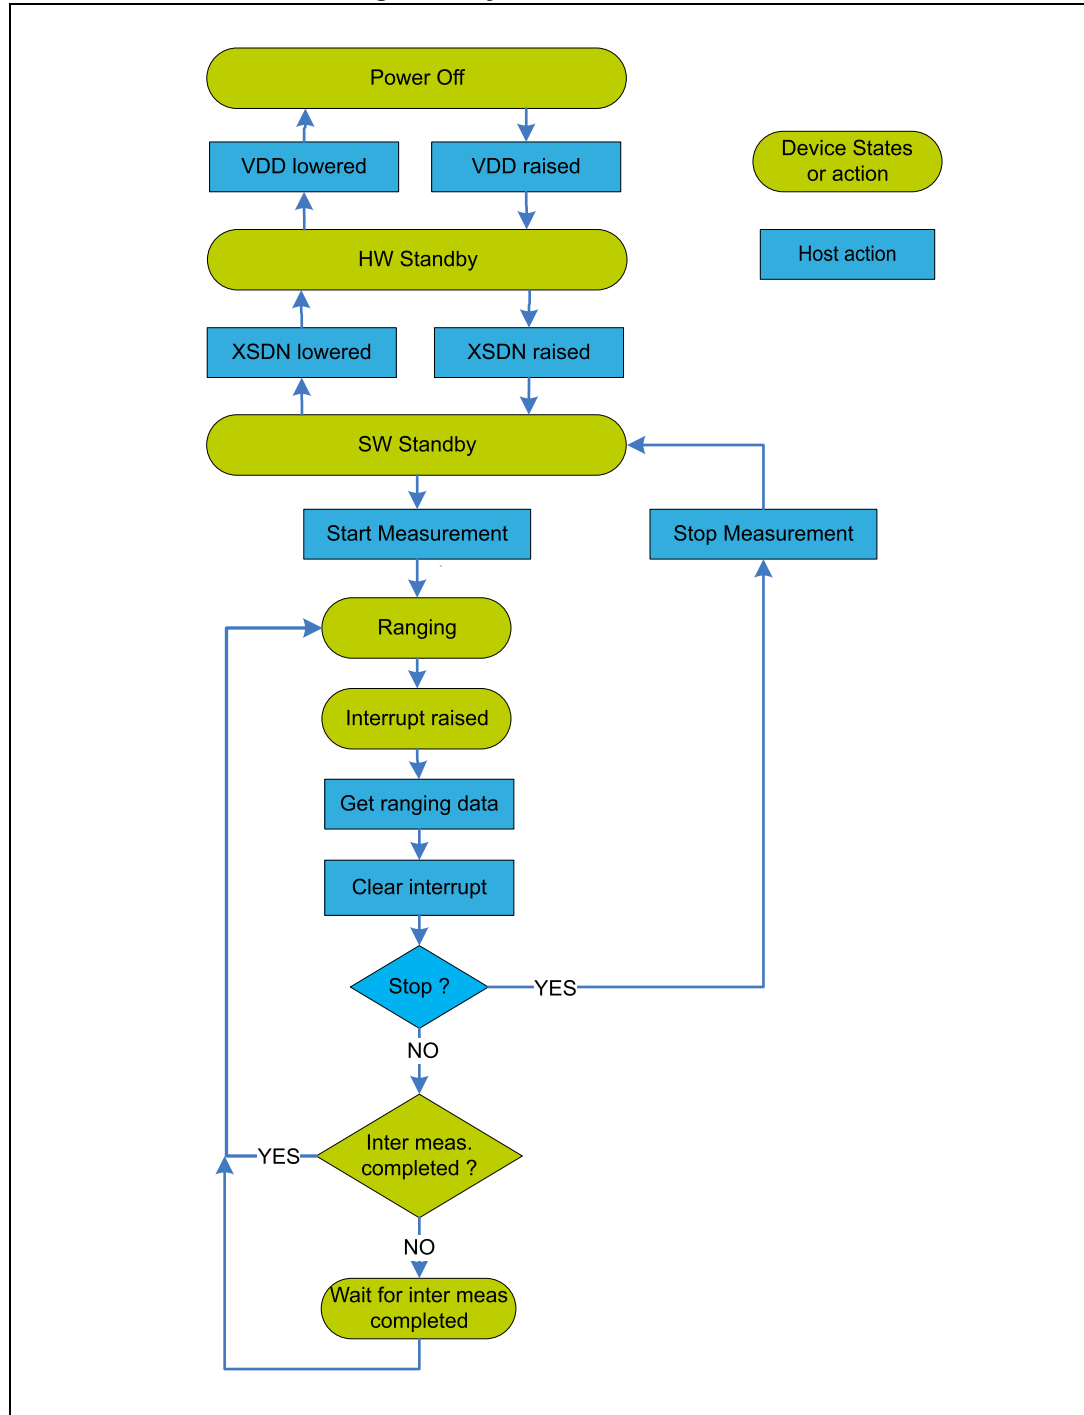 Power Off
VDD lowered
VDD raised
Device States
or action
HW Standby
Host action
XSDN lowered
XSDN raised
SW Standby
Start Measurement
Stop Measurement
Ranging
Interrupt raised
Get ranging data
Clear interrupt
Stop ?
YES
NO
Inter meas.
completed ?
YES
NO
Wait for inter meas
completed